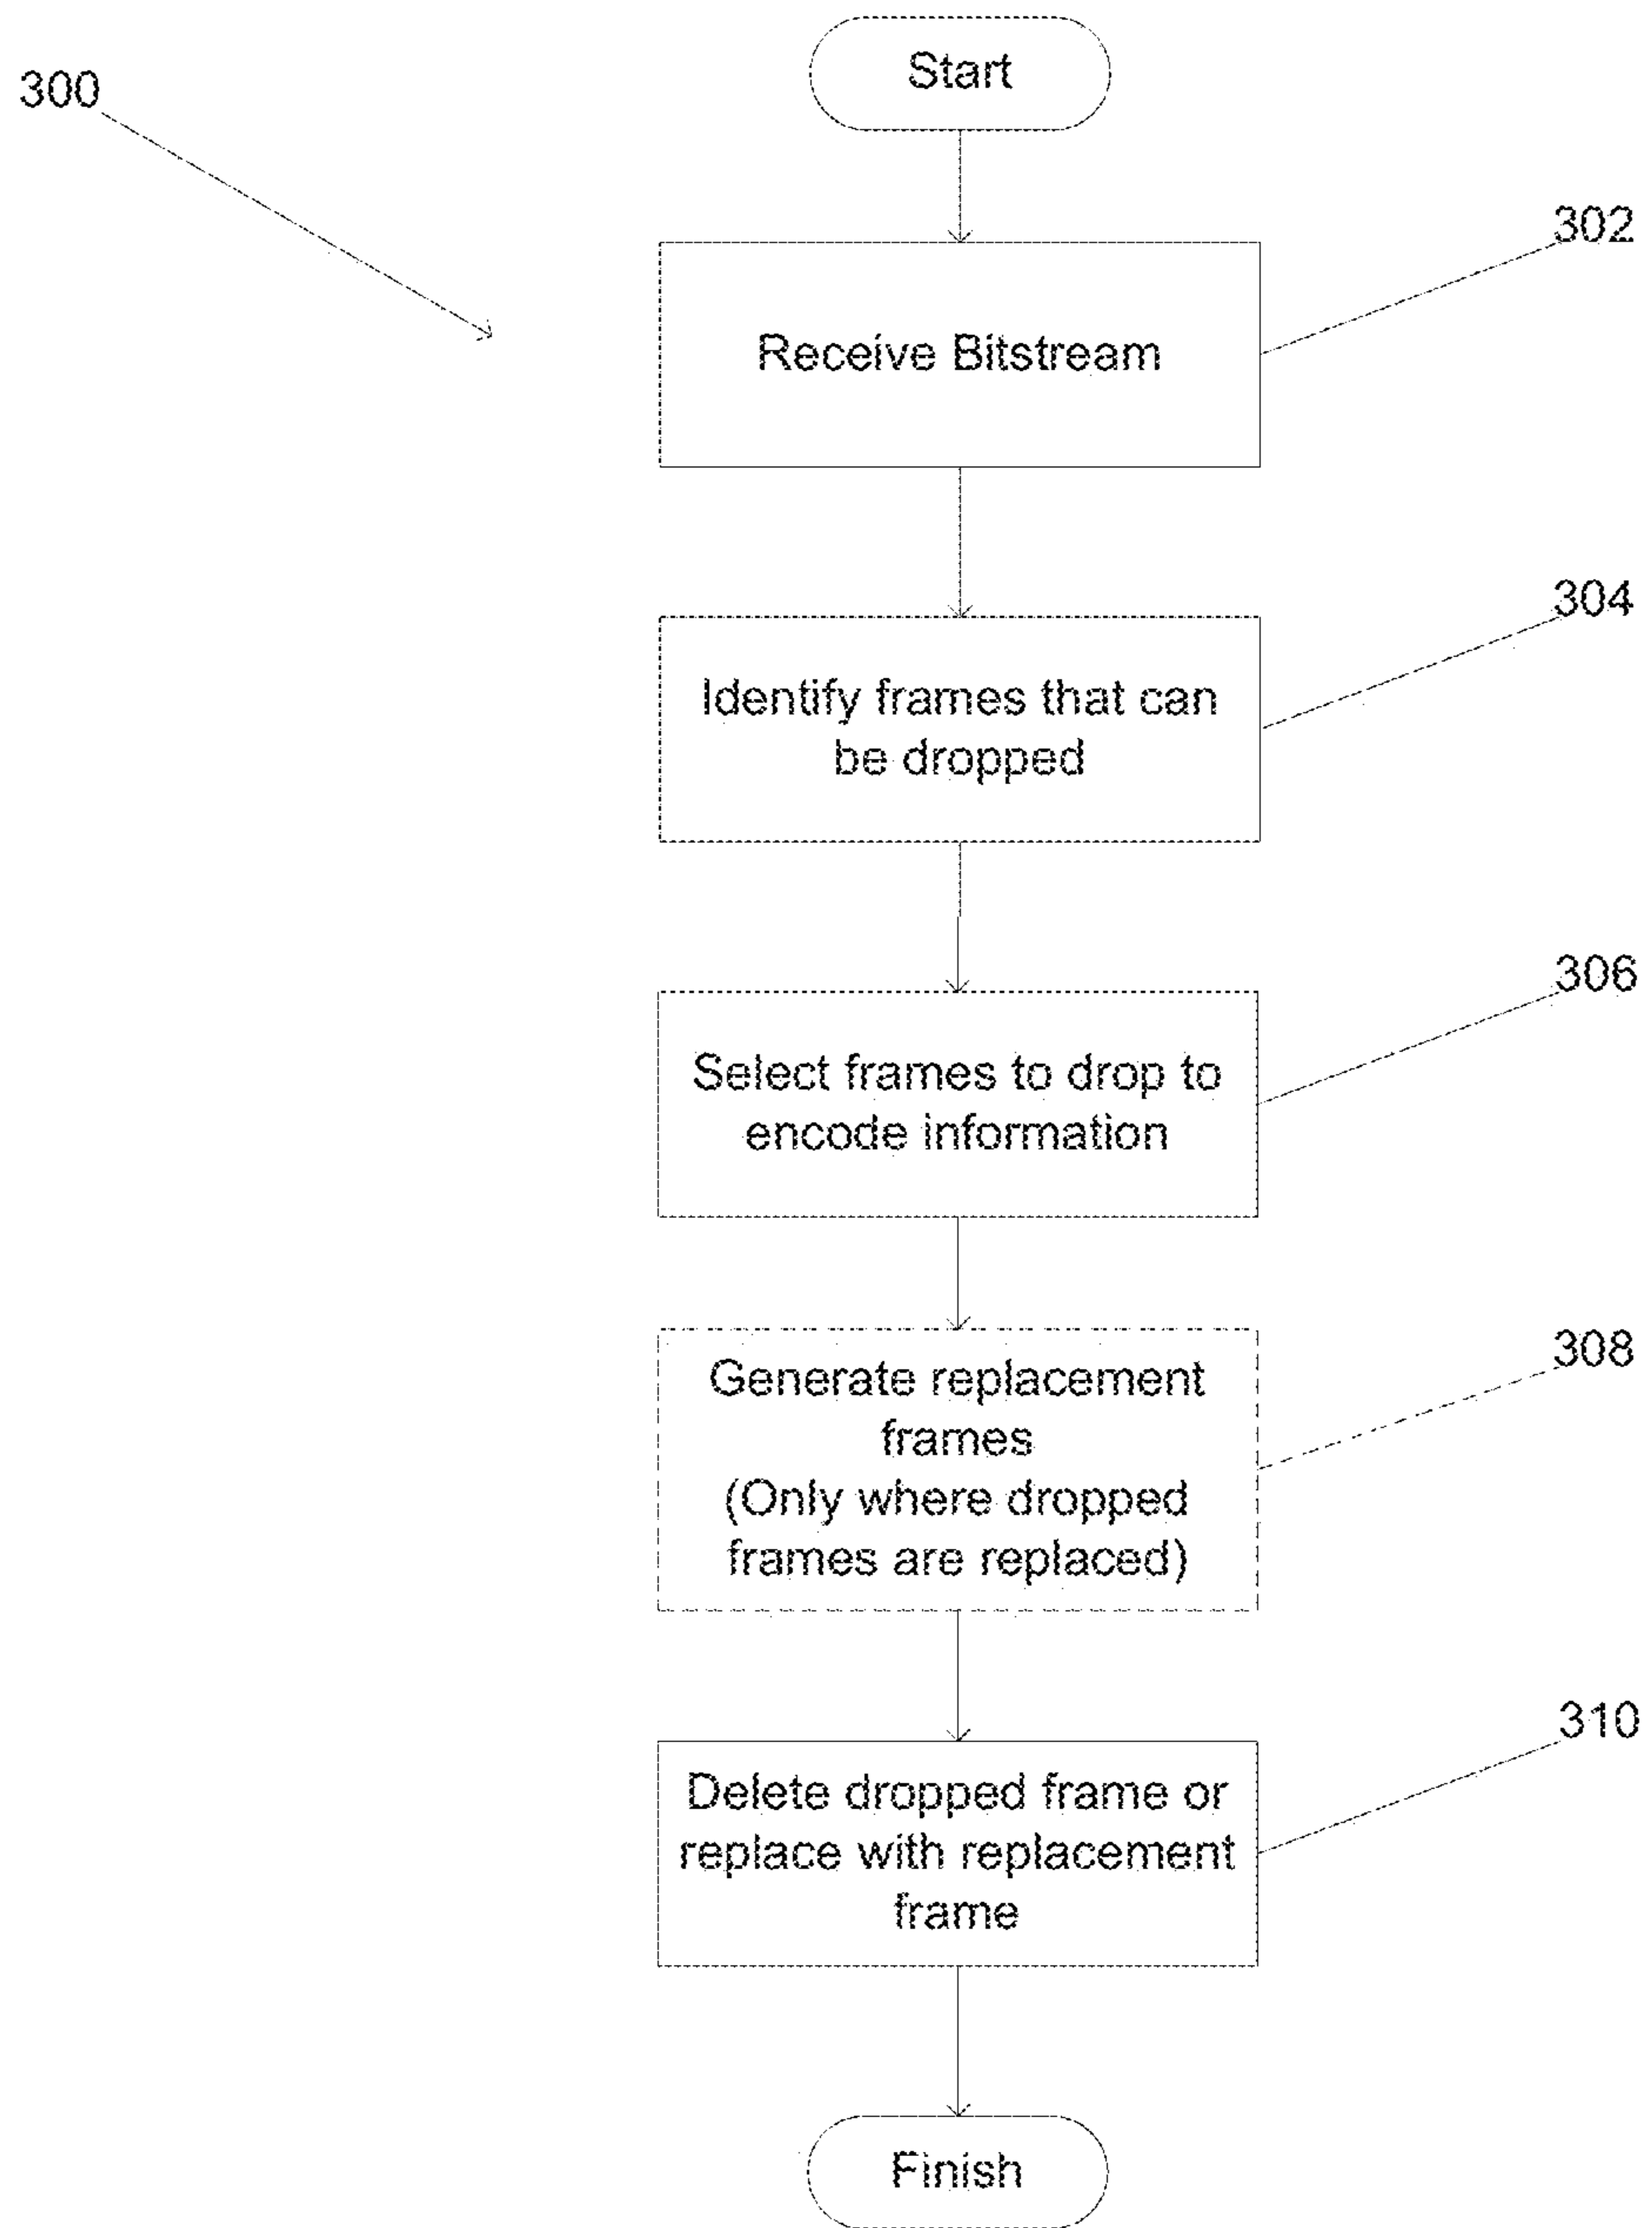 Start
300
302
Receive Bitstream
304
Identify frames that can
be dropped
306
Select frames to drop to
encode information
308
Generate replacement
frames
(Only where dropped
frames are replaced)
310
Delete dropped frame or
replace with replacement
frame
Finish